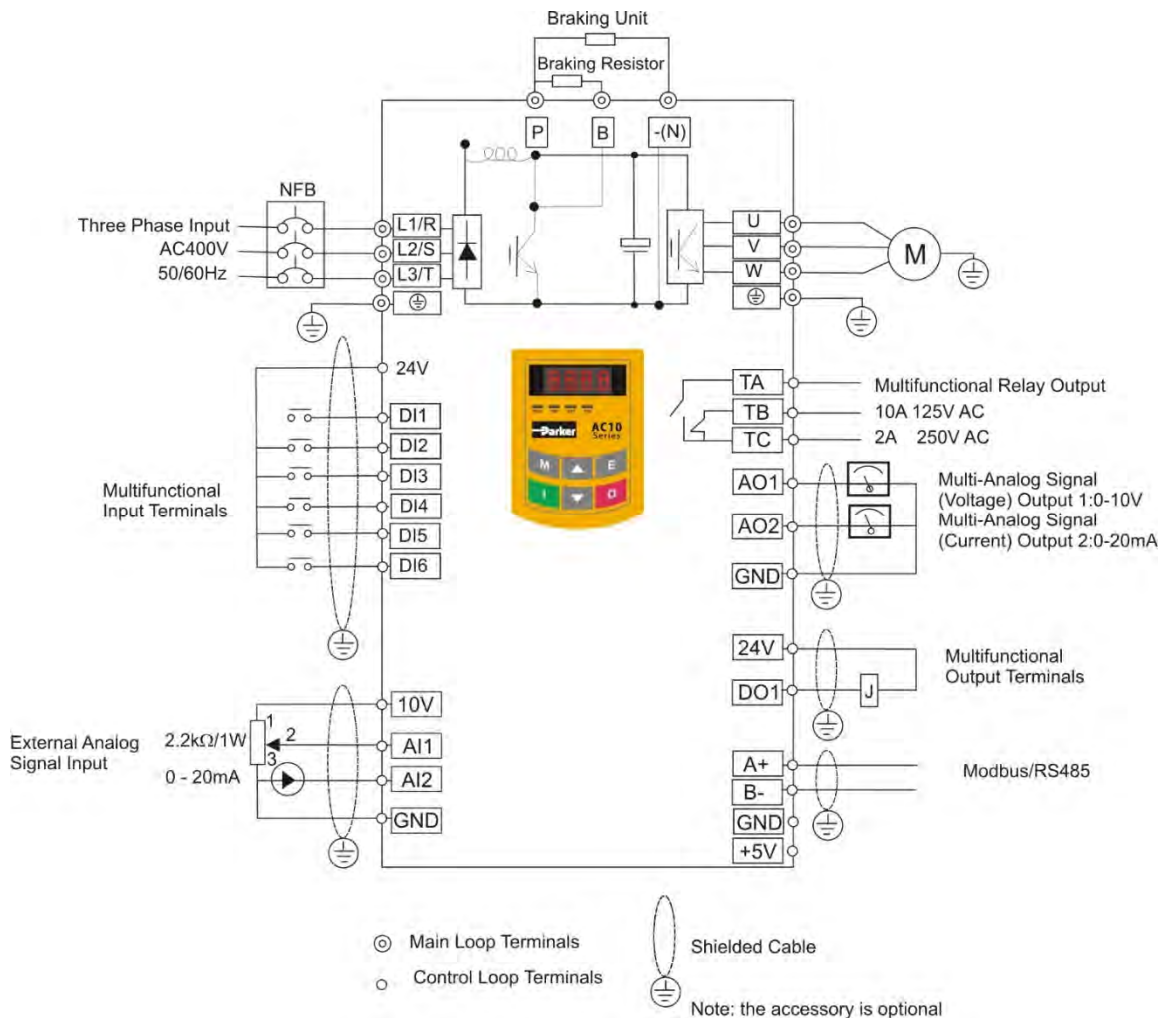 Braking Unit
Braking Resistor
P
B
-(N)
NFB
Three Phase Input
AC400V
50/60Hz
L1/R
L2/S
L3/T
U
V
W
M
24V
DI1
DI2
DI3
DI4
DI5
DI6
Multifunctional
Input Terminals
Parker
AC10
Series
M
E
I
O
TA
TB
TC
Multifunctional Relay Output
10A 125V AC
2A 250V AC
AO1
AO2
GND
Multi-Analog Signal
(Voltage) Output 1:0-10V
Multi-Analog Signal
(Current) Output 2:0-20mA
24V
DO1
J
Multifunctional
Output Terminals
External Analog
Signal Input
2.2kΩ/1W
0 - 20mA
1
2
3
10V
AI1
AI2
GND
A+
B-
GND
+5V
Modbus/RS485
Main Loop Terminals
Control Loop Terminals
Shielded Cable
Note: the accessory is optional